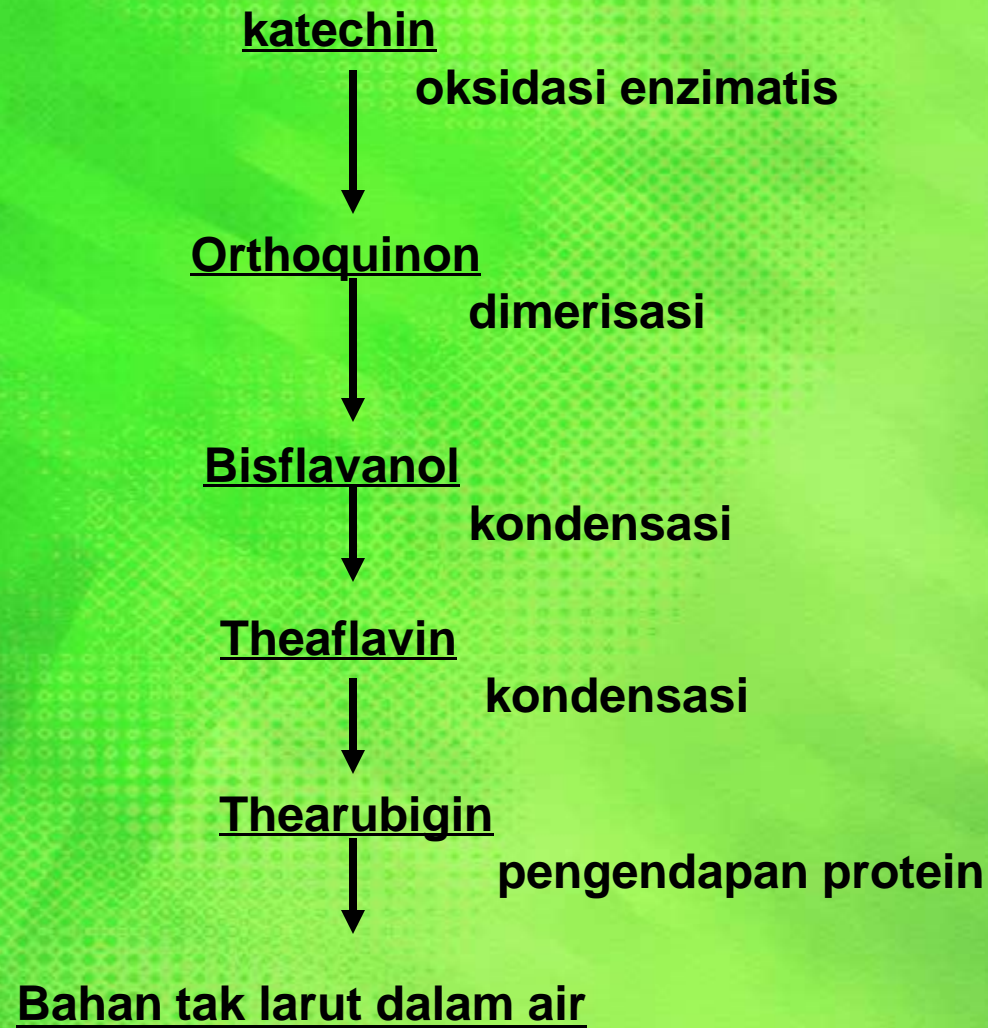 katechin
oksidasi enzimatis
Orthoquinon
dimerisasi
Bisflavanol
kondensasi
Theaflavin
kondensasi
Thearubigin
pengendapan protein
Bahan tak larut dalam air